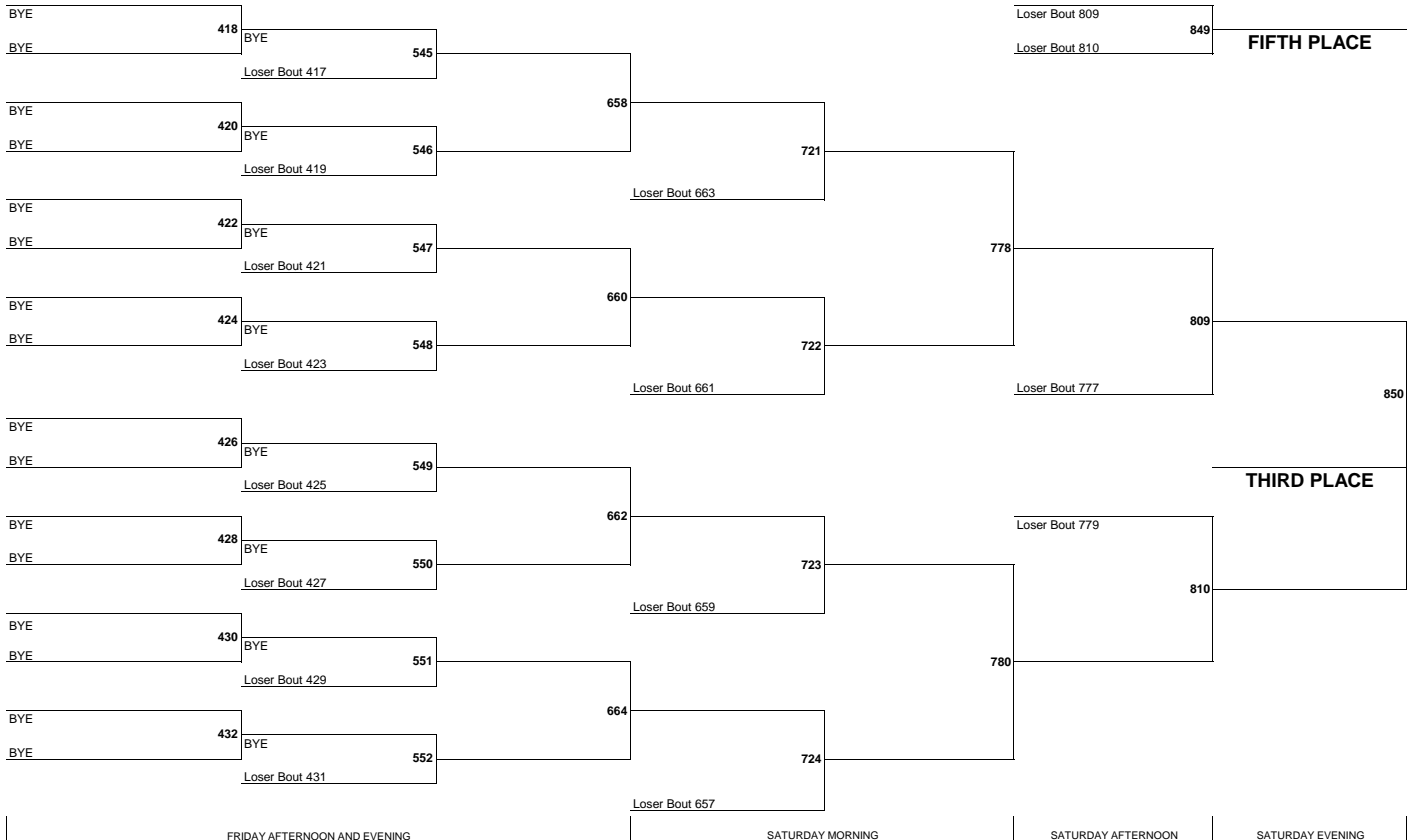 BYE
418
BYE
BYE
545
Loser Bout 417
658
BYE
420
BYE
BYE
546
Loser Bout 419
721
Loser Bout 663
BYE
422
BYE
BYE
547
Loser Bout 421
778
660
BYE
424
BYE
BYE
548
Loser Bout 423
722
Loser Bout 661
809
Loser Bout 777
850
BYE
426
BYE
BYE
549
Loser Bout 425
662
BYE
428
BYE
BYE
550
Loser Bout 427
723
Loser Bout 659
780
BYE
430
BYE
BYE
551
Loser Bout 429
664
BYE
432
BYE
BYE
552
Loser Bout 431
724
Loser Bout 657
Loser Bout 809
849
Loser Bout 810
FIFTH PLACE
THIRD PLACE
Loser Bout 779
810
FRIDAY AFTERNOON AND EVENING
SATURDAY MORNING
SATURDAY AFTERNOON
SATURDAY EVENING